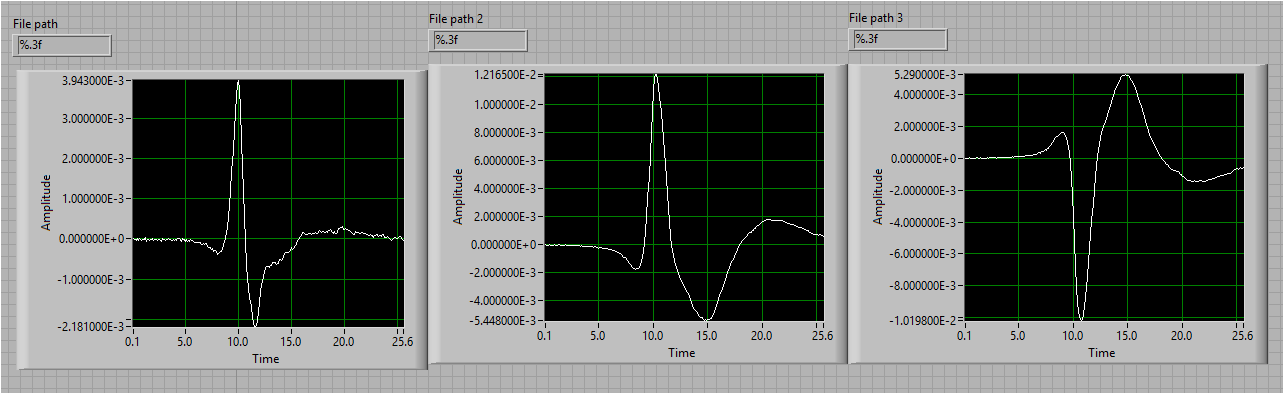 File path
%.3f
3.943000E-3
3.000000E-3
2.000000E-3
1.000000E-3
0.000000E+0
-1.000000E-3
-2.181000E-3
Amplitude
0.1 5.0 10.0 15.0 20.0 25.6
Time
File path 2
%.3f
1.216500E-2
1.000000E-2
8.000000E-3
6.000000E-3
4.000000E-3
2.000000E-3
0.000000E+0
-2.000000E-3
-4.000000E-3
-5.448000E-3
Amplitude
0.1 5.0 10.0 15.0 20.0 25.6
Time
File path 3
%.3f
5.290000E-3
4.000000E-3
2.000000E-3
0.000000E+0
-2.000000E-3
-4.000000E-3
-6.000000E-3
-8.000000E-3
-1.019800E-2
Amplitude
0.1 5.0 10.0 15.0 20.0 25.6
Time